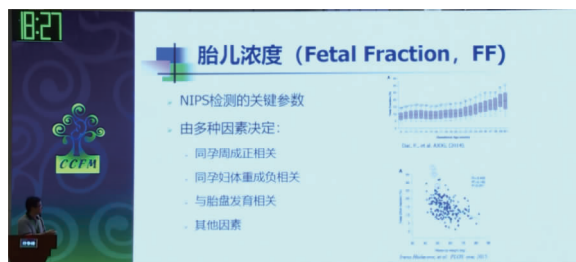 18:27
胎儿浓度（Fetal Fraction，FF）
NIPS检测的关键参数
由多种因素决定：
同孕周成正相关
同孕妇体重成负相关
与胎盘发育相关
其他因素
CCFM